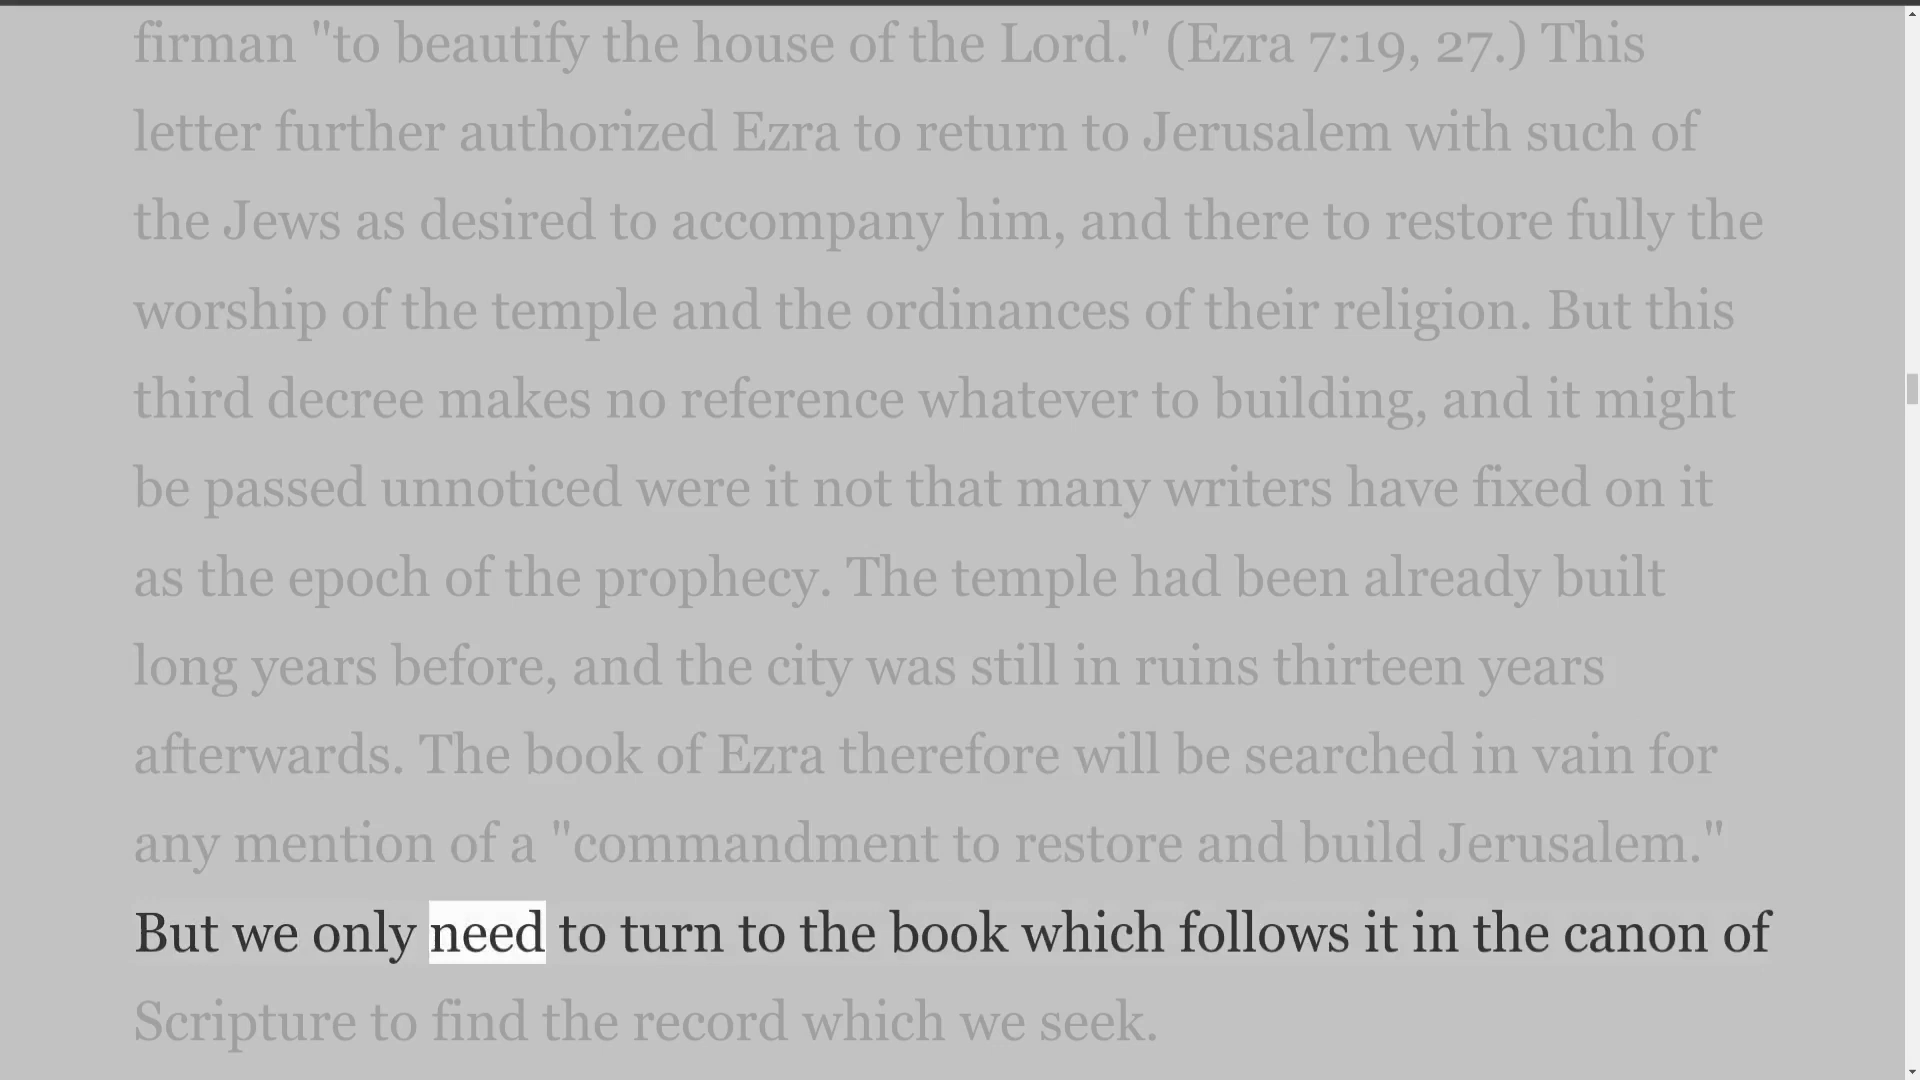 firman "to beautify the house of the Lord." (Ezra 7:19, 27.) This
letter further authorized Ezra to return to Jerusalem with such of
the Jews as desired to accompany him, and there to restore fully the
worship of the temple and the ordinances of their religion. But this
third decree makes no reference whatever to building, and it might
be passed unnoticed were it not that many writers have fixed on it
as the epoch of the prophecy. The temple had been already built
long years before, and the city was still in ruins thirteen years
afterwards. The book of Ezra therefore will be searched in vain for
any mention of a "commandment to restore and build Jerusalem."
But we only need to turn to the book which follows it in the canon of
Scripture to find the record which we seek.